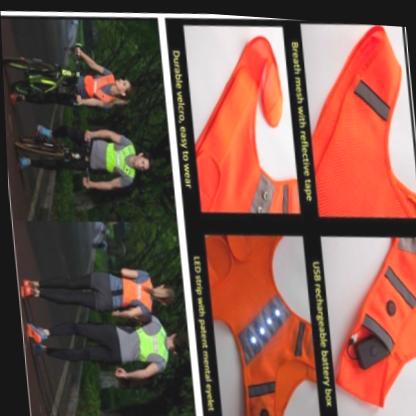 Breath mesh with reflective tape
USB rechargeable battery box
Durable velcro, easy to wear
LED strip with patent mental eyelet